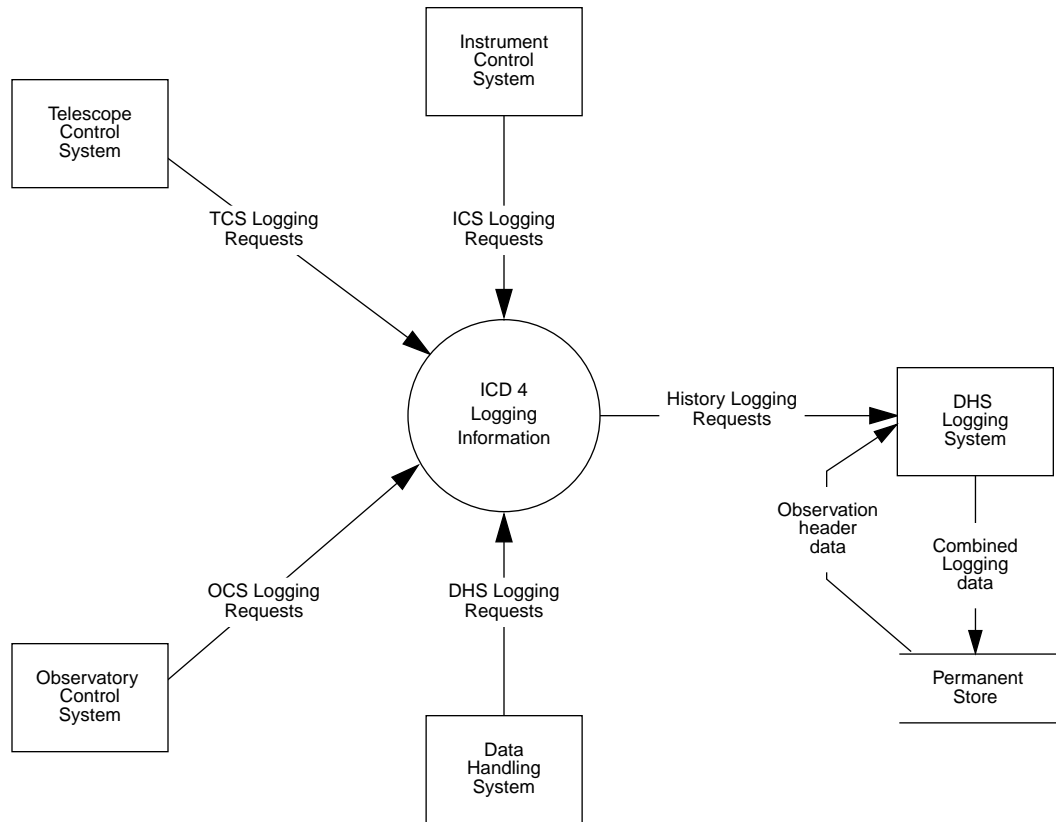 Instrument
Control
System
Telescope
Control
System
TCS Logging
Requests
ICS Logging
Requests
ICD 4
Logging
Information
History Logging
Requests
DHS
Logging
System
Observation
header
data
Combined
Logging
data
OCS Logging
Requests
DHS Logging
Requests
Observatory
Control
System
Permanent
Store
Data
Handling
System